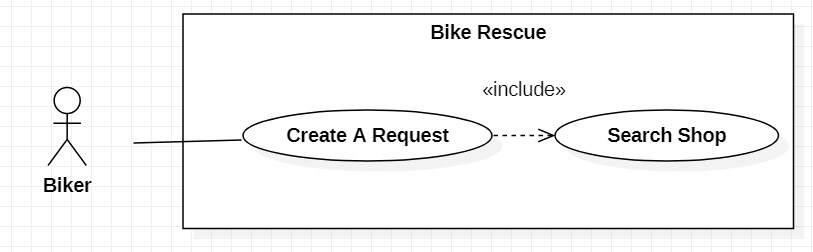 Bike Rescue
«include»
Create A Request
Search Shop
Biker